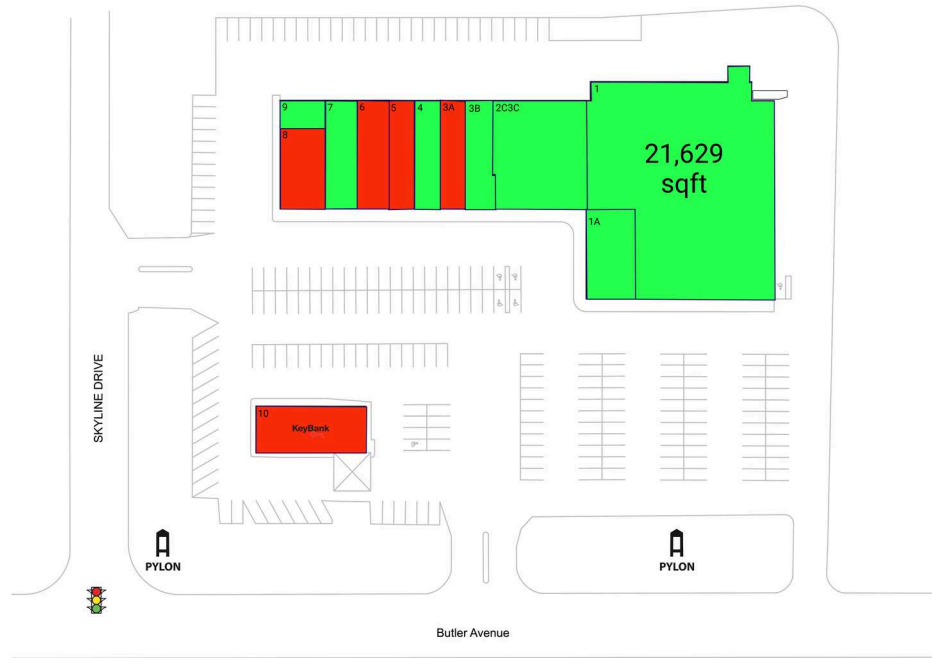 1
9
7
6
5
4
3A
3B
2C3C
8
21,629
sqft
1A
SKYLINE DRIVE
10
KeyBank
PYLON
PYLON
Butler Avenue